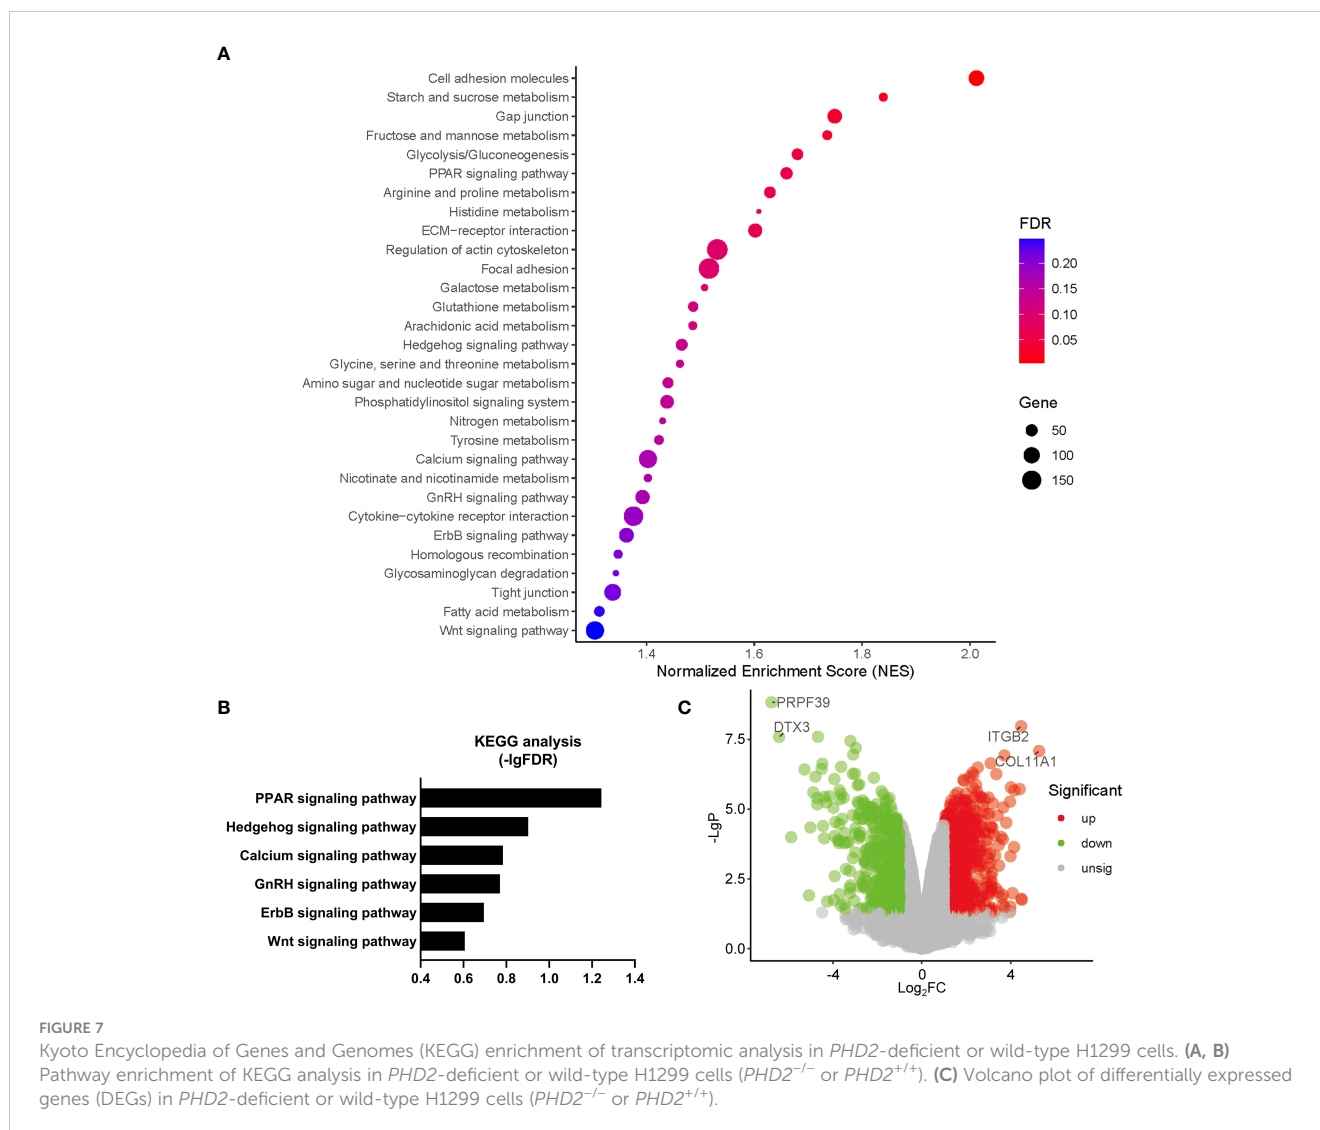 A
Cell adhesion molecules
Starch and sucrose metabolism
Gap junction
Fructose and mannose metabolism
Glycolysis/Gluconeogenesis
PPAR signaling pathway
Arginine and proline metabolism
Histidine metabolism
ECM−receptor interaction
Regulation of actin cytoskeleton
Focal adhesion
Galactose metabolism
Glutathione metabolism
Arachidonic acid metabolism
Hedgehog signaling pathway
Glycine, serine and threonine metabolism
Amino sugar and nucleotide sugar metabolism
Phosphatidylinositol signaling system
Nitrogen metabolism
Tyrosine metabolism
Calcium signaling pathway
Nicotinate and nicotinamide metabolism
GnRH signaling pathway
Cytokine−cytokine receptor interaction
ErbB signaling pathway
Homologous recombination
Glycosaminoglycan degradation
Tight junction
Fatty acid metabolism
Wnt signaling pathway
1.4 1.6 1.8 2.0
Normalized Enrichment Score (NES)
FDR
0.20
0.15
0.10
0.05
Gene
50
100
150
B
KEGG analysis
(-lgFDR)
PPAR signaling pathway
Hedgehog signaling pathway
Calcium signaling pathway
GnRH signaling pathway
ErbB signaling pathway
Wnt signaling pathway
0.4 0.6 0.8 1.0 1.2 1.4
C
PRPF39
DTX3
ITGB2
COL11A1
7.5
5.0
2.5
0.0
-LgP
-4 0 4
Log₂FC
Significant
up
down
unsig
FIGURE 7
Kyoto Encyclopedia of Genes and Genomes (KEGG) enrichment of transcriptomic analysis in PHD2-deficient or wild-type H1299 cells. (A, B)
Pathway enrichment of KEGG analysis in PHD2-deficient or wild-type H1299 cells (PHD2⁻/⁻ or PHD2⁺/⁺). (C) Volcano plot of differentially expressed
genes (DEGs) in PHD2-deficient or wild-type H1299 cells (PHD2⁻/⁻ or PHD2⁺/⁺).